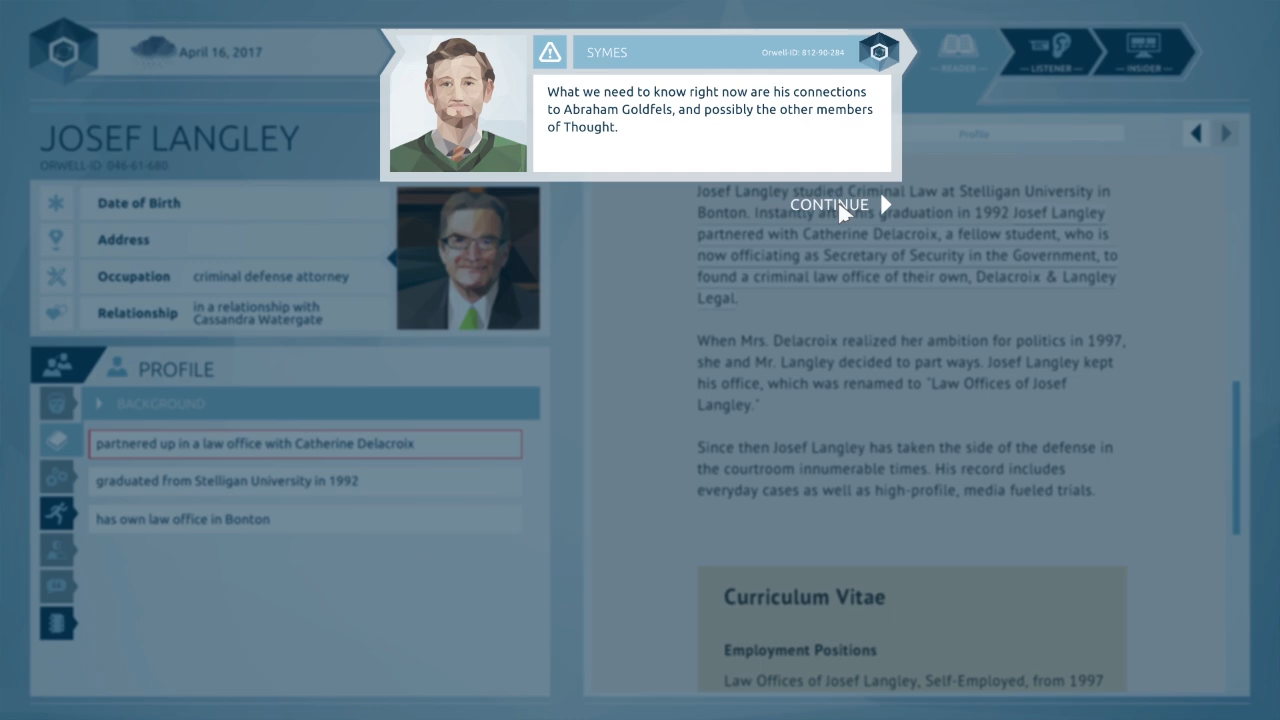 April 16, 2017
SYMES
Orwell-ID: 812-90-284
What we need to know right now are his connections
to Abraham Goldfels, and possibly the other members
of Thought.
CONTINUE
READER
LISTENER
INSIDER
JOSEF LANGLEY
ORWELL-ID: 046-61-680
Date of Birth
Address
Occupation criminal defense attorney
Relationship in a relationship with
Cassandra Watergate
PROFILE
BACKGROUND
partnered up in a law office with Catherine Delacroix
graduated from Stelligan University in 1992
has own law office in Bonton
Profile
Josef Langley studied Criminal Law at Stelligan University in
Bonton. Instantly after his graduation in 1992 Josef Langley
partnered with Catherine Delacroix, a fellow student, who is
now officiating as Secretary of Security in the Government, to
found a criminal law office of their own, Delacroix & Langley
Legal.
When Mrs. Delacroix realized her ambition for politics in 1997,
she and Mr. Langley decided to part ways. Josef Langley kept
his office, which was renamed to "Law Offices of Josef
Langley."
Since then Josef Langley has taken the side of the defense in
the courtroom innumerable times. His record includes
everyday cases as well as high-profile, media fueled trials.
Curriculum Vitae
Employment Positions
Law Offices of Josef Langley, Self-Employed, from 1997